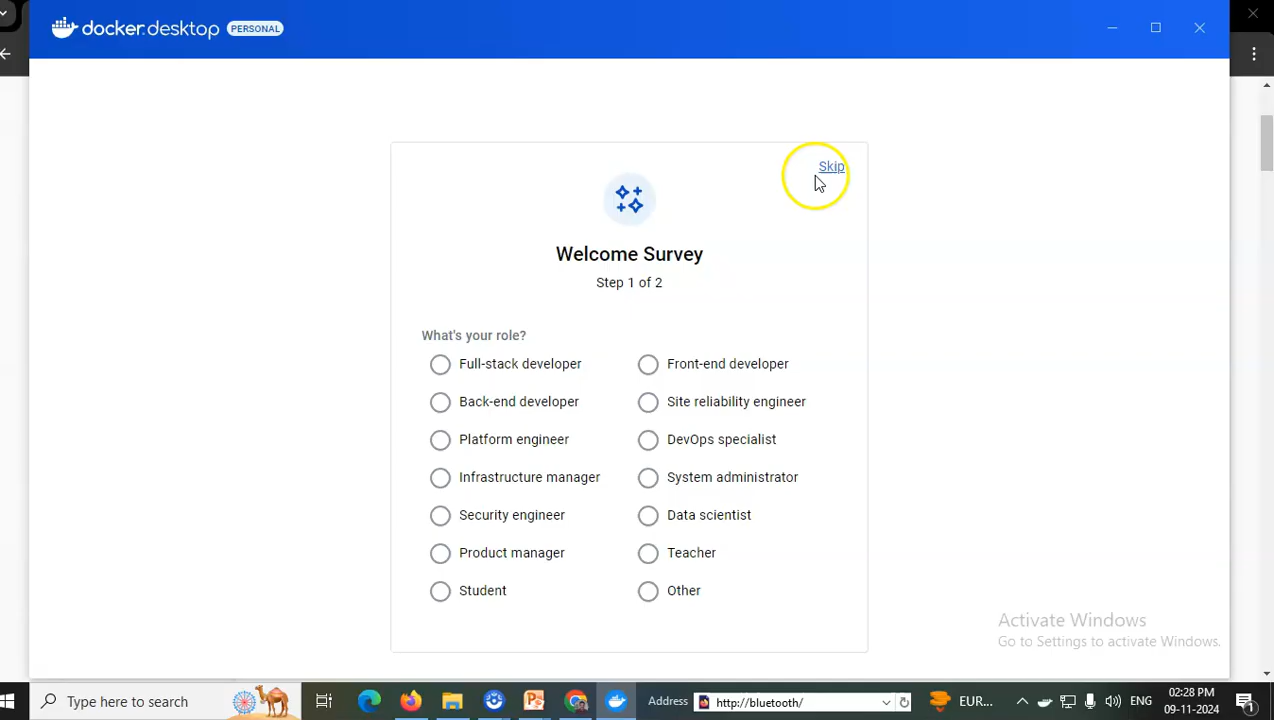 docker.desktop PERSONAL
Skip
Welcome Survey
Step 1 of 2
What's your role?
Full-stack developer
Front-end developer
Back-end developer
Site reliability engineer
Platform engineer
DevOps specialist
Infrastructure manager
System administrator
Security engineer
Data scientist
Product manager
Teacher
Student
Other
Activate Windows
Go to Settings to activate Windows.
Type here to search
Address
http://bluetooth/
EUR...
ENG
02:28 PM
09-11-2024
1